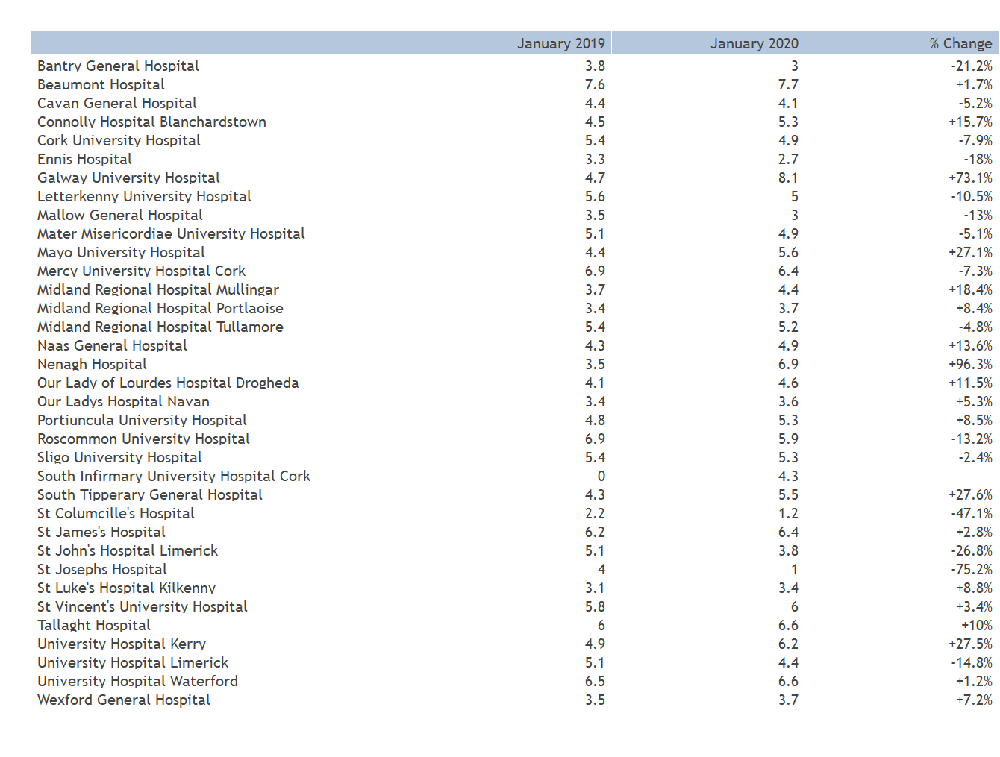 January 2019 January 2020 % Change
Bantry General Hospital 3.8 3 -21.2%
Beaumont Hospital 7.6 7.7 +1.7%
Cavan General Hospital 4.4 4.1 -5.2%
Connolly Hospital Blanchardstown 4.5 5.3 +15.7%
Cork University Hospital 5.4 4.9 -7.9%
Ennis Hospital 3.3 2.7 -18%
Galway University Hospital 4.7 8.1 +73.1%
Letterkenny University Hospital 5.6 5 -10.5%
Mallow General Hospital 3.5 3 -13%
Mater Misericordiae University Hospital 5.1 4.9 -5.1%
Mayo University Hospital 4.4 5.6 +27.1%
Mercy University Hospital Cork 6.9 6.4 -7.3%
Midland Regional Hospital Mullingar 3.7 4.4 +18.4%
Midland Regional Hospital Portlaoise 3.4 3.7 +8.4%
Midland Regional Hospital Tullamore 5.4 5.2 -4.8%
Naas General Hospital 4.3 4.9 +13.6%
Nenagh Hospital 3.5 6.9 +96.3%
Our Lady of Lourdes Hospital Drogheda 4.1 4.6 +11.5%
Our Ladys Hospital Navan 3.4 3.6 +5.3%
Portiuncula University Hospital 4.8 5.3 +8.5%
Roscommon University Hospital 6.9 5.9 -13.2%
Sligo University Hospital 5.4 5.3 -2.4%
South Infirmary University Hospital Cork 0 4.3
South Tipperary General Hospital 4.3 5.5 +27.6%
St Columcille's Hospital 2.2 1.2 -47.1%
St James's Hospital 6.2 6.4 +2.8%
St John's Hospital Limerick 5.1 3.8 -26.8%
St Josephs Hospital 4 1 -75.2%
St Luke's Hospital Kilkenny 3.1 3.4 +8.8%
St Vincent's University Hospital 5.8 6 +3.4%
Tallaght Hospital 6 6.6 +10%
University Hospital Kerry 4.9 6.2 +27.5%
University Hospital Limerick 5.1 4.4 -14.8%
University Hospital Waterford 6.5 6.6 +1.2%
Wexford General Hospital 3.5 3.7 +7.2%